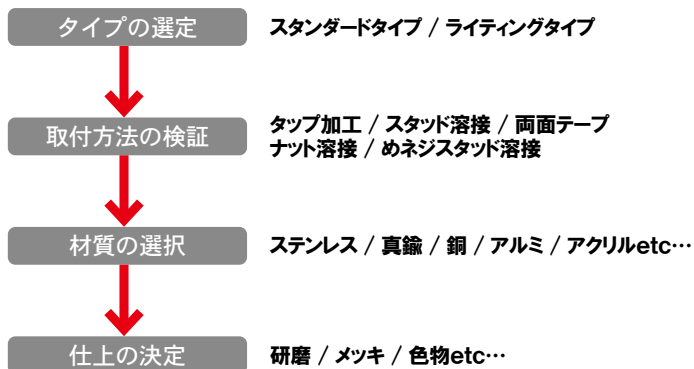 タイプの選定
スタンダードタイプ / ライティングタイプ
取付方法の検証
タップ加工 / スタッド溶接 / 両面テープ
ナット溶接 / めネジスタッド溶接
材質の選択
ステンレス / 真鍮 / 銅 / アルミ / アクリルetc…
仕上の決定
研磨 / メッキ / 色物etc…